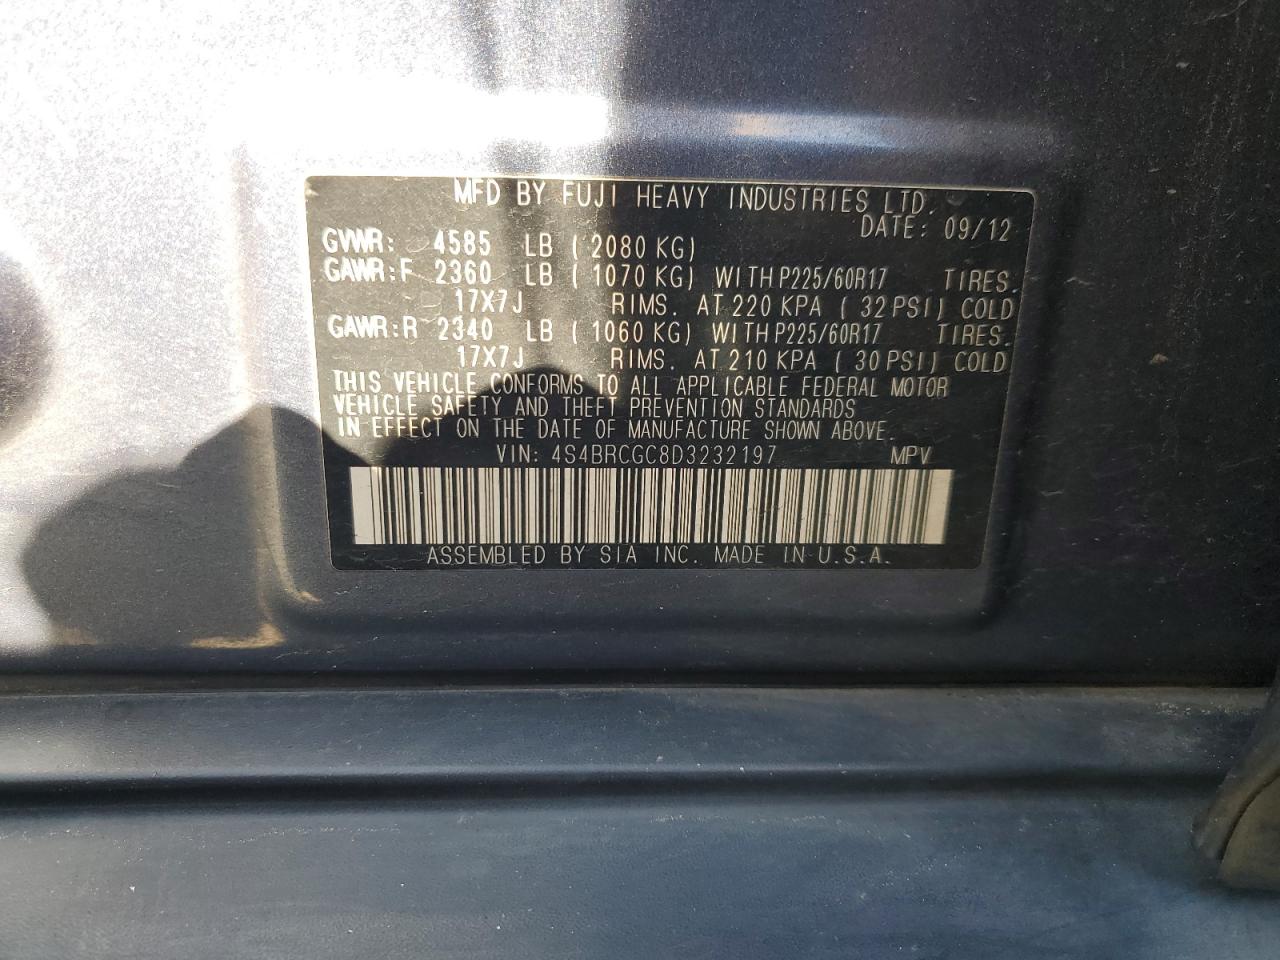 MFD BY FUJI HEAVY INDUSTRIES LTD.
DATE: 09/12
GVWR: 4585 LB ( 2080 KG)
GAWR:F 2360 LB ( 1070 KG) WITH P225/60R17 TIRES.
17X7J RIMS. AT 220 KPA ( 32 PSI) COLD
GAWR:R 2340 LB ( 1060 KG) WITH P225/60R17 TIRES.
17X7J RIMS. AT 210 KPA ( 30 PSI) COLD
THIS VEHICLE CONFORMS TO ALL APPLICABLE FEDERAL MOTOR
VEHICLE SAFETY AND THEFT PREVENTION STANDARDS
IN EFFECT ON THE DATE OF MANUFACTURE SHOWN ABOVE.
VIN: 4S4BRCGC8D3232197 MPV
ASSEMBLED BY SIA INC. MADE IN U.S.A.